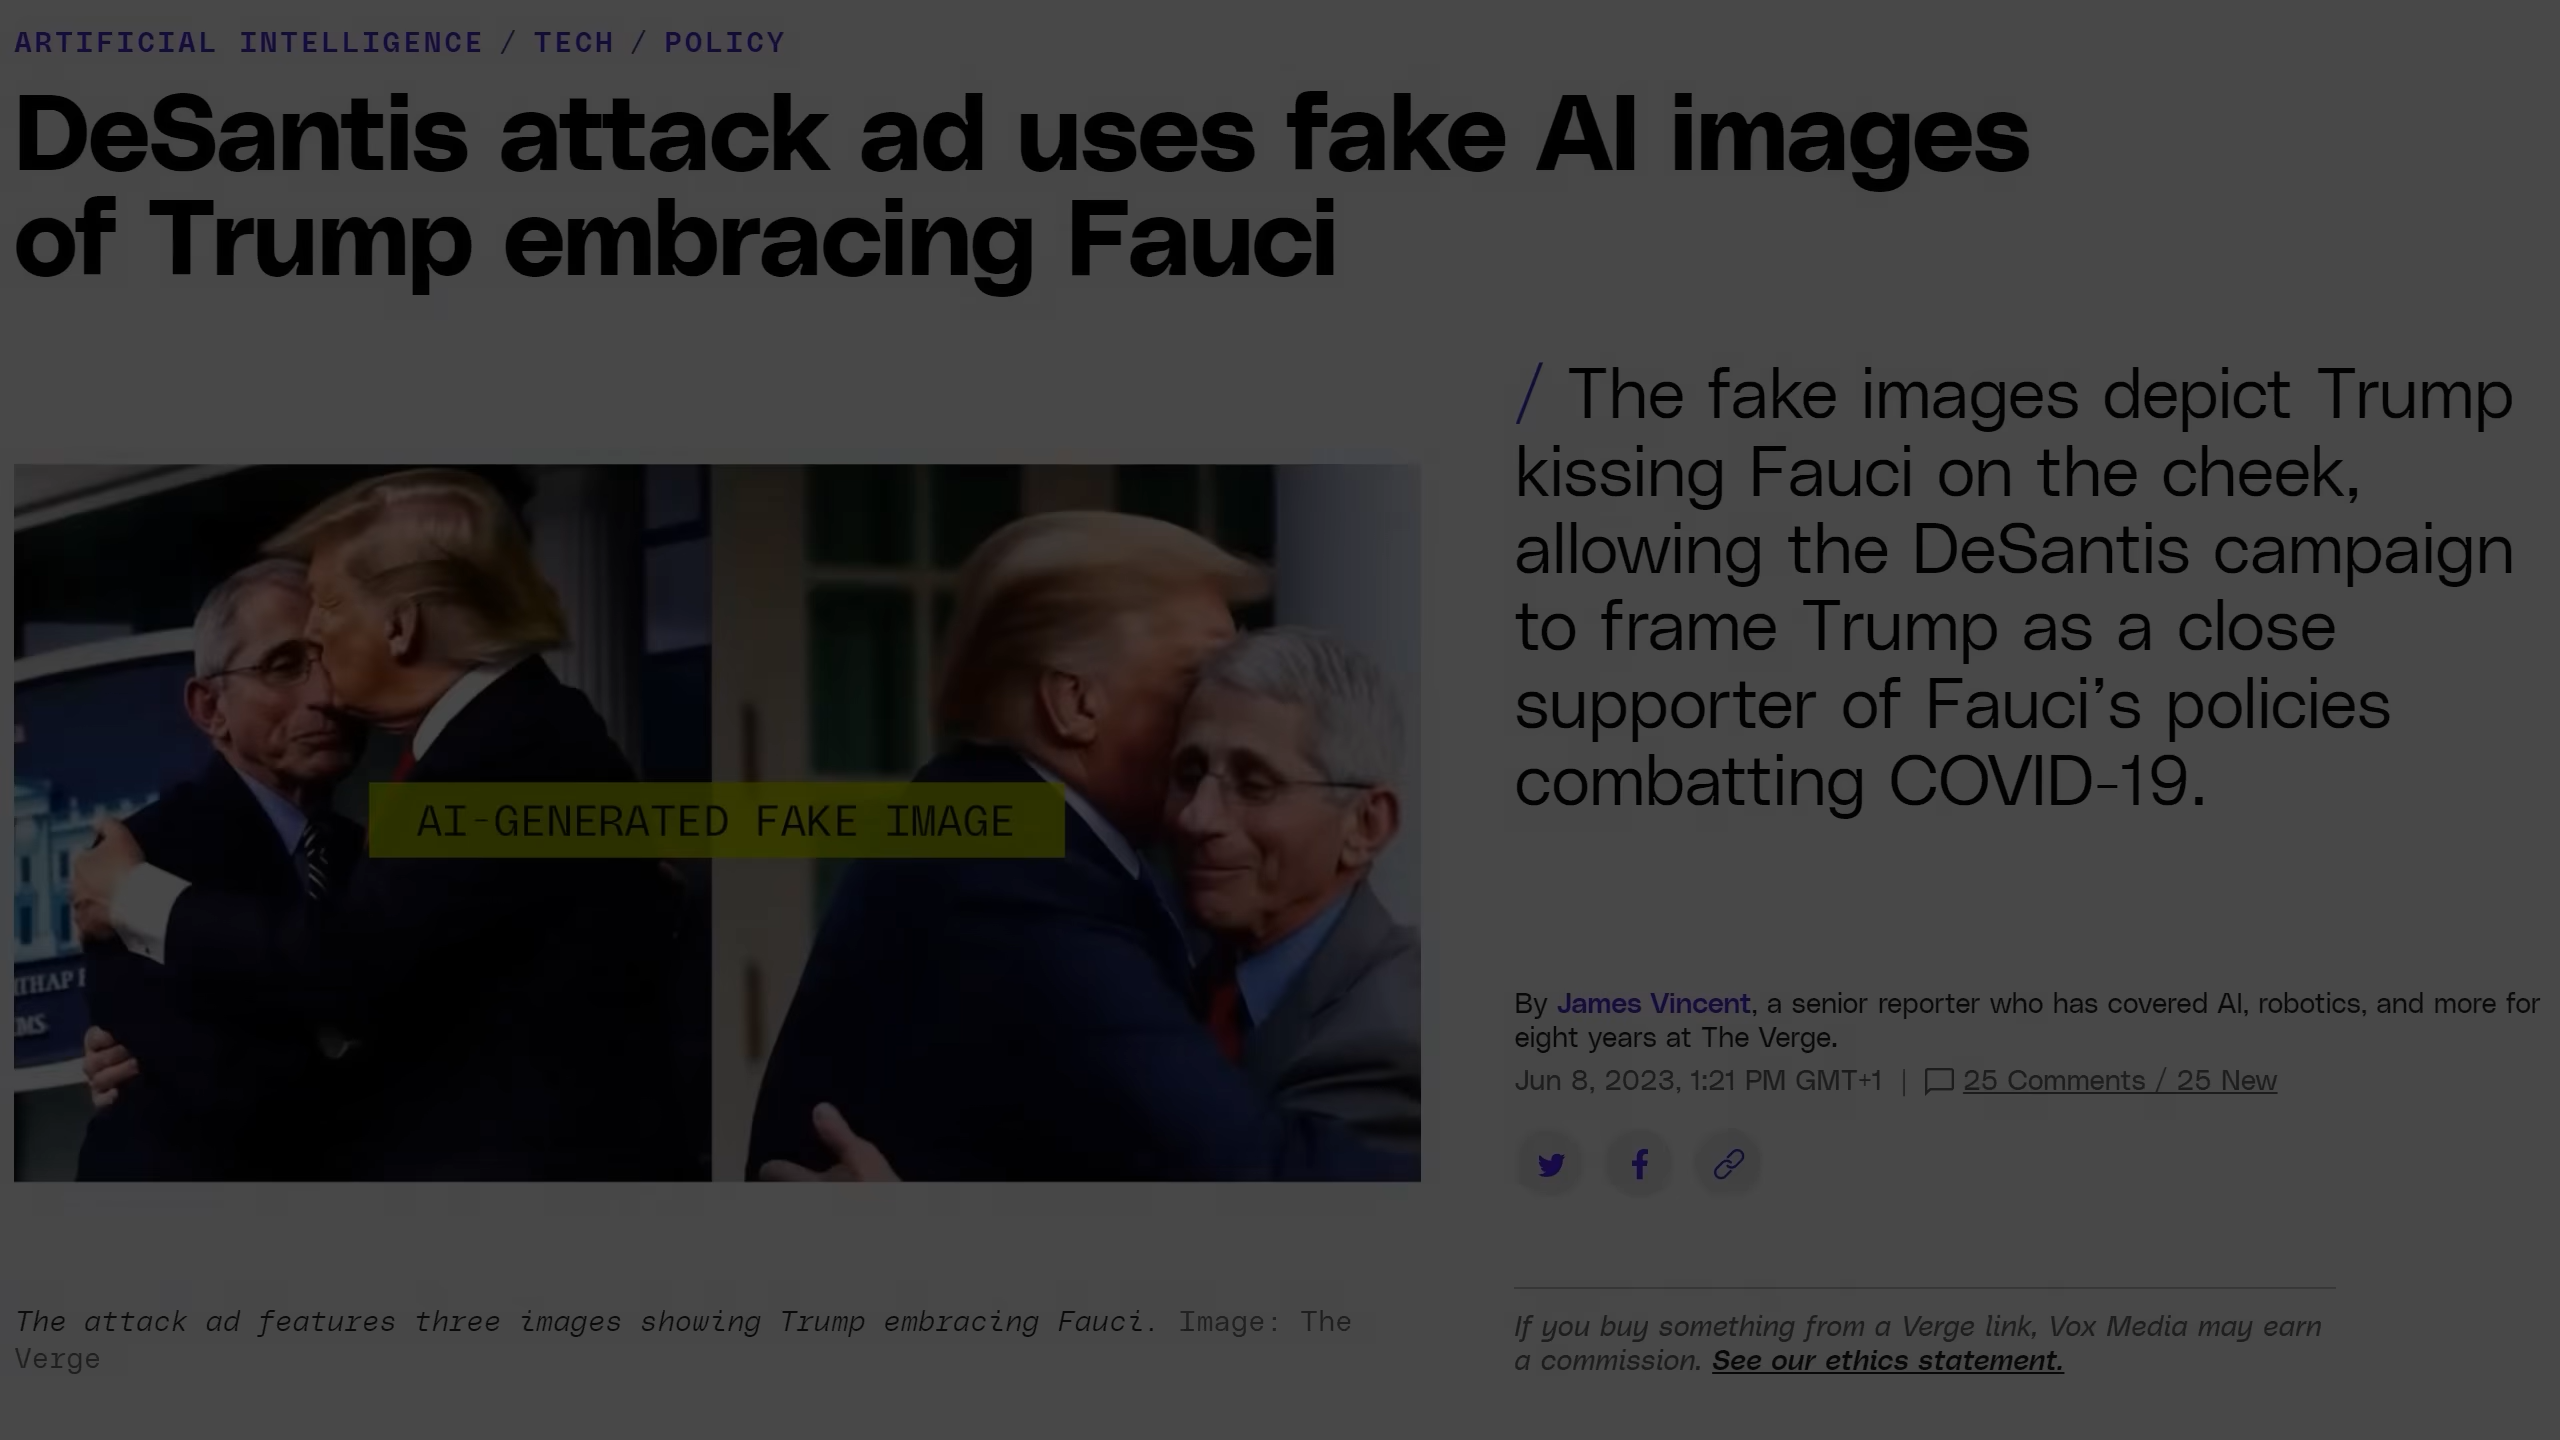 ARTIFICIAL INTELLIGENCE / TECH / POLICY
DeSantis attack ad uses fake AI images
of Trump embracing Fauci
/ The fake images depict Trump
kissing Fauci on the cheek,
allowing the DeSantis campaign
to frame Trump as a close
supporter of Fauci’s policies
combatting COVID-19.
AI-GENERATED FAKE IMAGE
ITHAP
MS
By James Vincent, a senior reporter who has covered AI, robotics, and more for
eight years at The Verge.
Jun 8, 2023, 1:21 PM GMT+1 | 25 Comments / 25 New
The attack ad features three images showing Trump embracing Fauci. Image: The
Verge
If you buy something from a Verge link, Vox Media may earn
a commission. See our ethics statement.